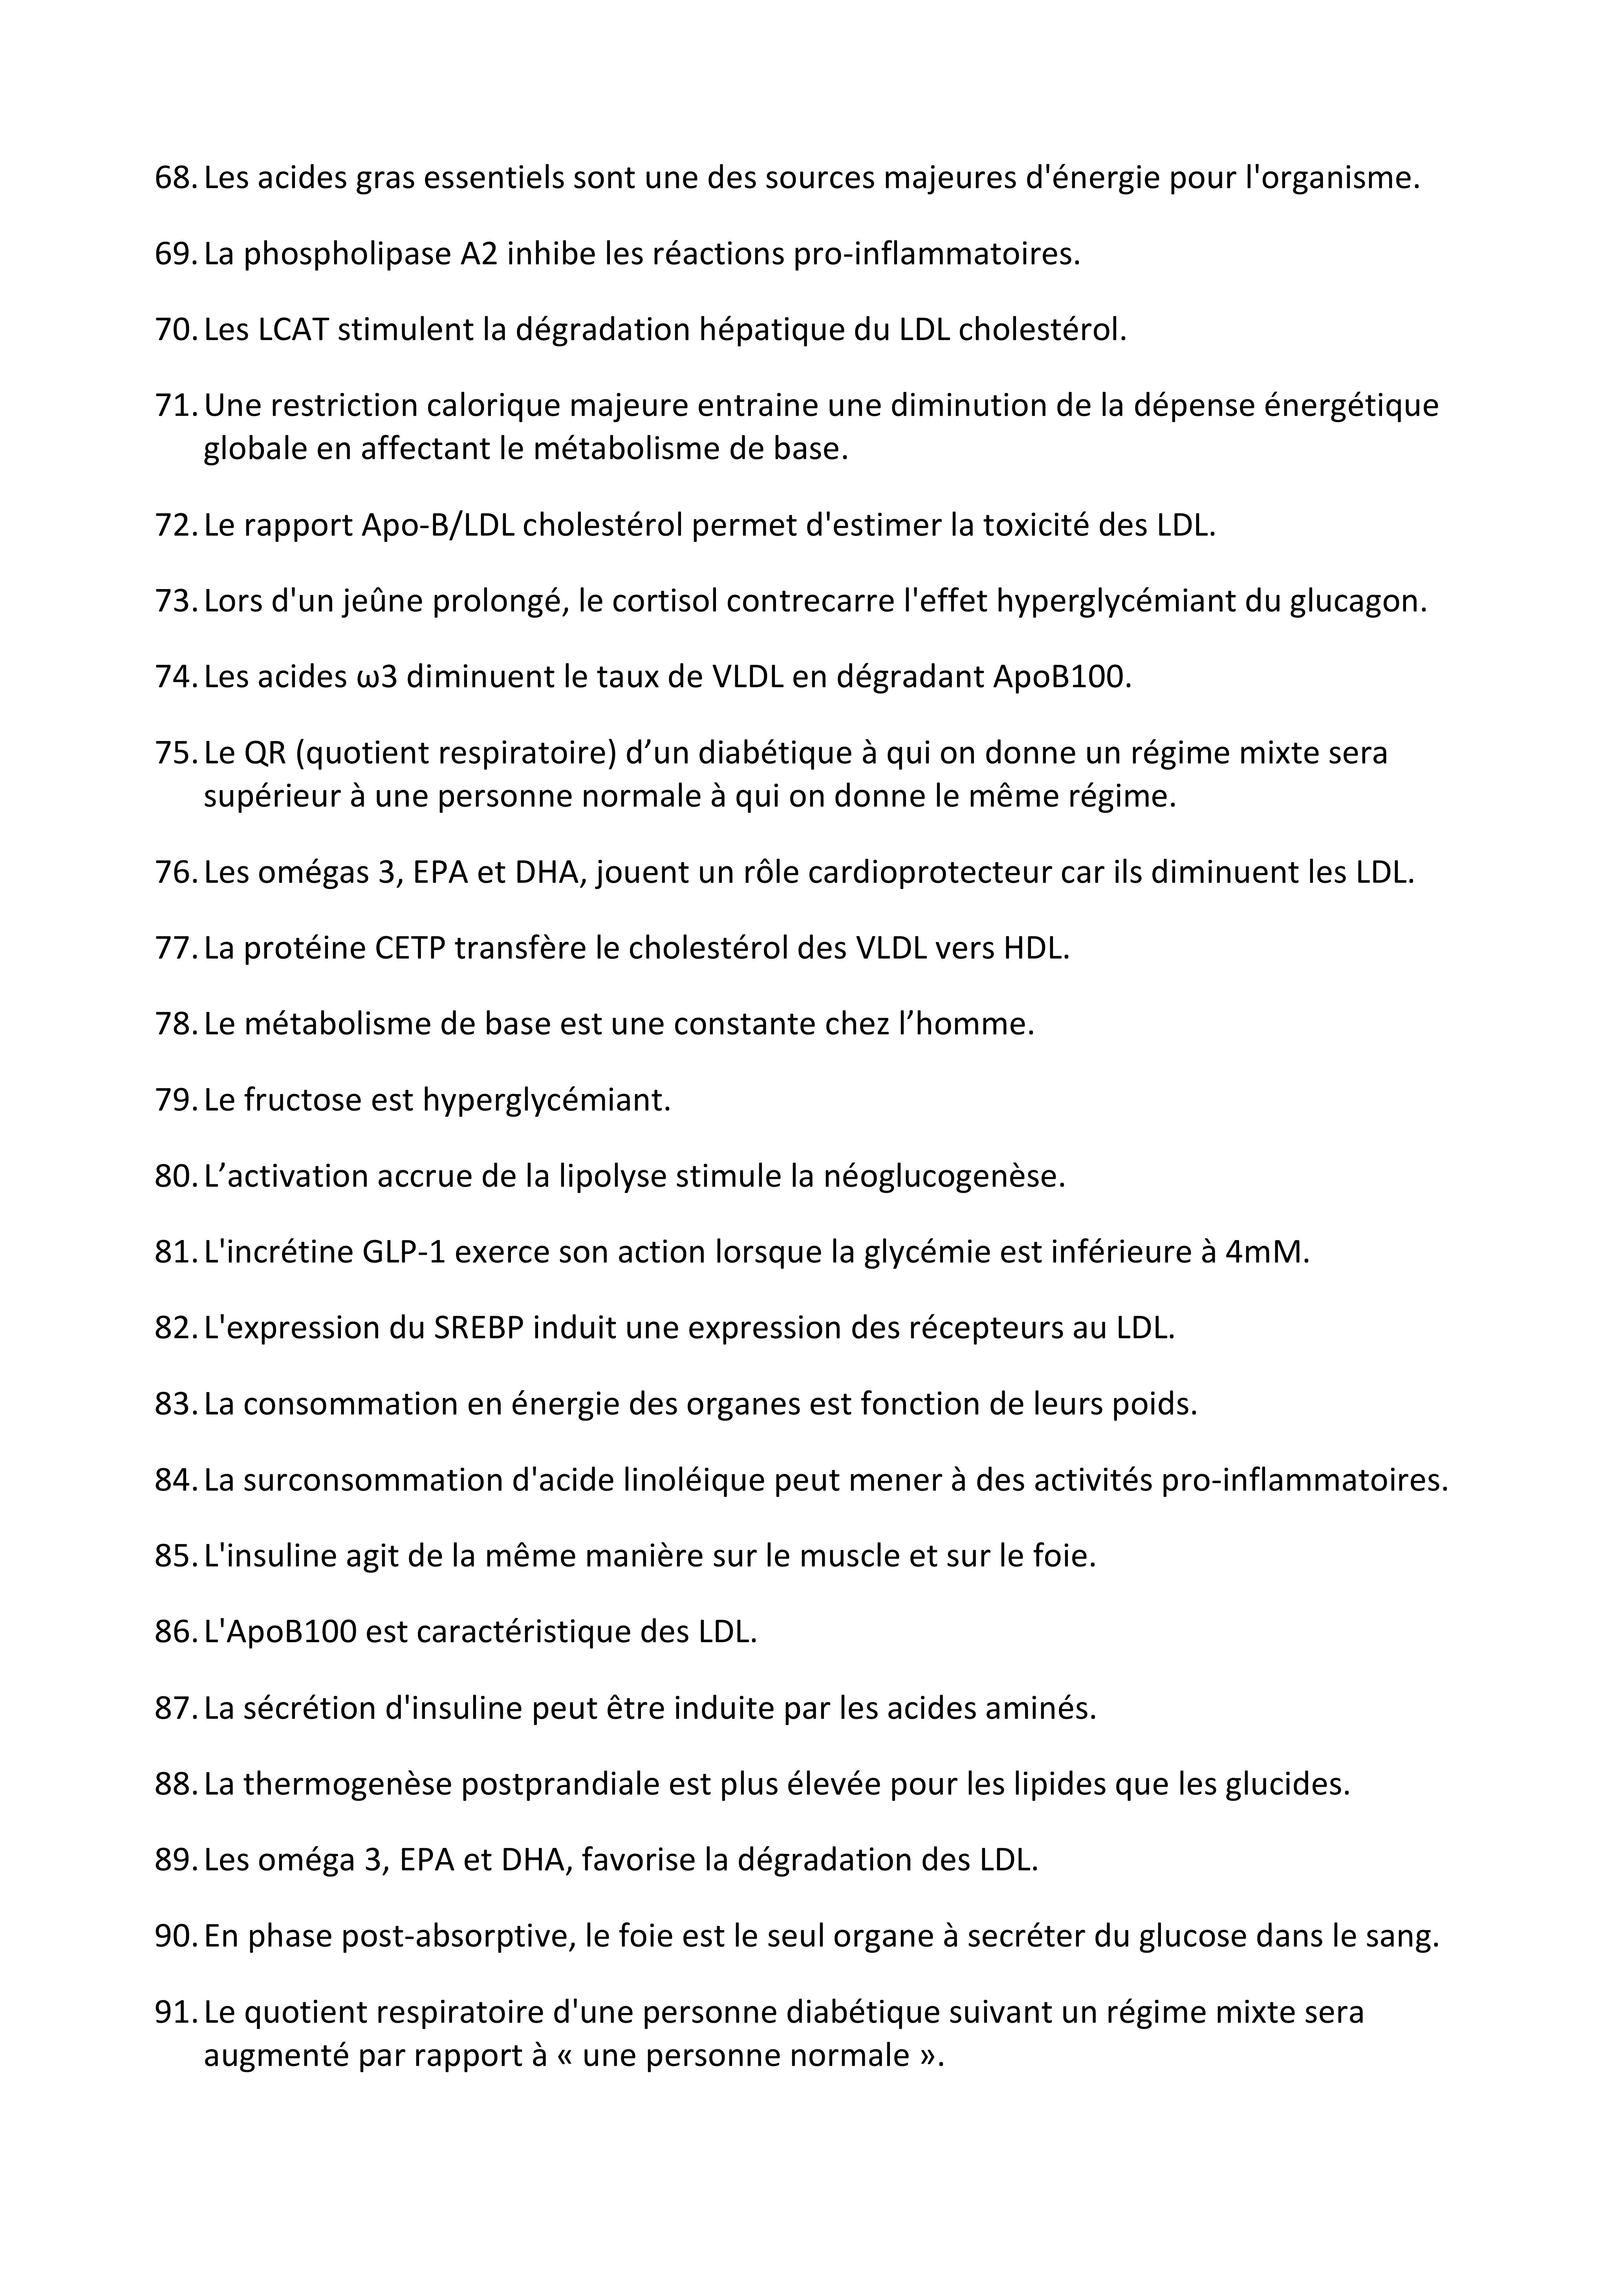 68. Les acides gras essentiels sont une des sources majeures d'énergie pour l'organisme.
69. La phospholipase A2 inhibe les réactions pro-inflammatoires.
70. Les LCAT stimulent la dégradation hépatique du LDL cholestérol.
71. Une restriction calorique majeure entraine une diminution de la dépense énergétique
globale en affectant le métabolisme de base.
72. Le rapport Apo-B/LDL cholestérol permet d'estimer la toxicité des LDL.
73. Lors d'un jeûne prolongé, le cortisol contrecarre l'effet hyperglycémiant du glucagon.
74. Les acides ω3 diminuent le taux de VLDL en dégradant ApoB100.
75. Le QR (quotient respiratoire) d’un diabétique à qui on donne un régime mixte sera
supérieur à une personne normale à qui on donne le même régime.
76. Les omégas 3, EPA et DHA, jouent un rôle cardioprotecteur car ils diminuent les LDL.
77. La protéine CETP transfère le cholestérol des VLDL vers HDL.
78. Le métabolisme de base est une constante chez l’homme.
79. Le fructose est hyperglycémiant.
80. L’activation accrue de la lipolyse stimule la néoglucogenèse.
81. L'incrétine GLP-1 exerce son action lorsque la glycémie est inférieure à 4mM.
82. L'expression du SREBP induit une expression des récepteurs au LDL.
83. La consommation en énergie des organes est fonction de leurs poids.
84. La surconsommation d'acide linoléique peut mener à des activités pro-inflammatoires.
85. L'insuline agit de la même manière sur le muscle et sur le foie.
86. L'ApoB100 est caractéristique des LDL.
87. La sécrétion d'insuline peut être induite par les acides aminés.
88. La thermogenèse postprandiale est plus élevée pour les lipides que les glucides.
89. Les oméga 3, EPA et DHA, favorise la dégradation des LDL.
90. En phase post-absorptive, le foie est le seul organe à secréter du glucose dans le sang.
91. Le quotient respiratoire d'une personne diabétique suivant un régime mixte sera
augmenté par rapport à « une personne normale ».